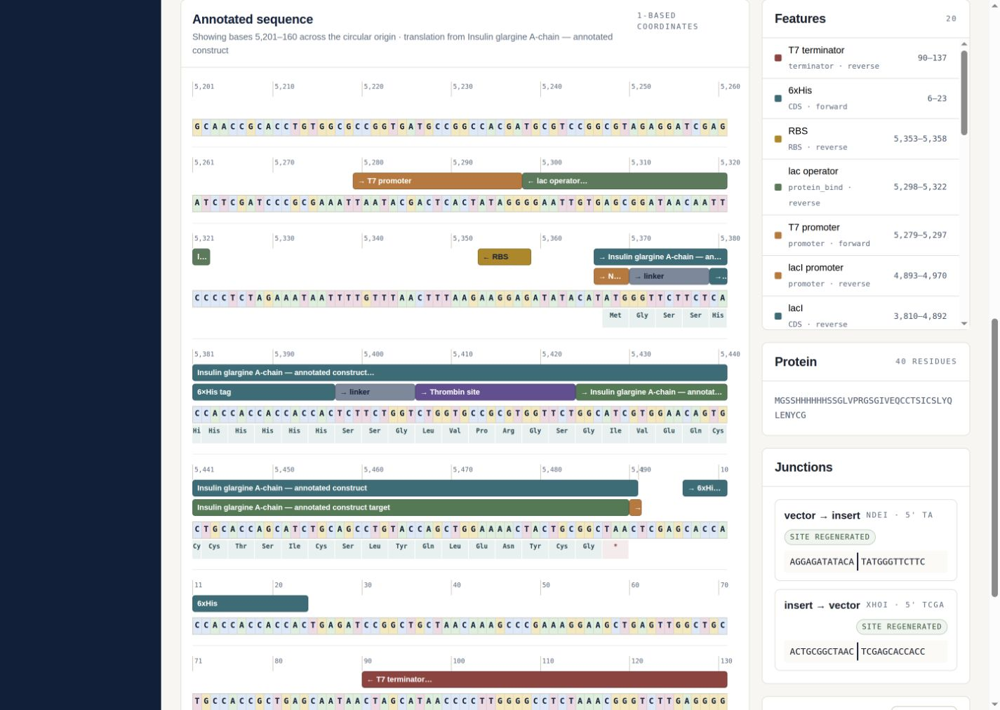 Annotated sequence
1-BASED
COORDINATES
Showing bases 5,201–160 across the circular origin · translation from Insulin glargine A-chain — annotated
construct
5,201 5,210 5,220 5,230 5,240 5,250 5,260
GCAACCGCACCTGTGGCGCCGGTGATGCCGGCCACGATGCGTCCGGCGTAGAGGATCGAG
5,261 5,270 5,280 5,290 5,300 5,310 5,320
→ T7 promoter ← lac operator…
ATCTCGATCCCGCGAAATTAATACGACTCACTATAGGGGAATTGTGAGCGGATAACAATT
5,321 5,330 5,340 5,350 5,360 5,370 5,380
l… ← RBS → Insulin glargine A-chain — an…
→ N… → linker →…
CCCCTCTAGAAATAATTTTGTTTAACTTTAAGAAGGAGATATACATATGGGTTCTTCTCA
Met Gly Ser Ser His
5,381 5,390 5,400 5,410 5,420 5,430 5,440
Insulin glargine A-chain — annotated construct…
6×His tag → linker → Thrombin site → Insulin glargine A-chain — annotat…
CCACCACCACCACCACTCTTCTGGTCTGGTGCCGCGTGGTTCTGGCATCGTGGAACAGTG
Hi His His His His His Ser Ser Gly Leu Val Pro Arg Gly Ser Gly Ile Val Glu Gln Cys
5,441 5,450 5,460 5,470 5,480 5,490 10
Insulin glargine A-chain — annotated construct → 6xHi…
Insulin glargine A-chain — annotated construct target →
CTGCACCAGCATCTGCAGCCTGTACCAGCTGGAAAACTACTGCGGCTAACTCGAGCACCA
Cy Cys Thr Ser Ile Cys Ser Leu Tyr Gln Leu Glu Asn Tyr Cys Gly *
11 20 30 40 50 60 70
6xHis
CCACCACCACCACTGAGATCCGGCTGCTAACAAAGCCCGAAAGGAAGCTGAGTTGGCTGC
71 80 90 100 110 120 130
← T7 terminator…
TGCCACCGCTGAGCAATAACTAGCATAACCCCTTGGGGCCTCTAAACGGGTCTTGAGGGG
Features 20
T7 terminator
terminator · reverse
90–137
6xHis
CDS · forward
6–23
RBS
RBS · reverse
5,353–5,358
lac operator
protein_bind ·
reverse
5,298–5,322
T7 promoter
promoter · forward
5,279–5,297
lacI promoter
promoter · reverse
4,893–4,970
lacI
CDS · reverse
3,810–4,892
Protein 40 RESIDUES
MGSSHHHHHHSSGLVPRGSGIVEQCCTSICSLYQ
LENYCG
Junctions
vector → insert NDEI · 5' TA
SITE REGENERATED
AGGAGATATACA TATGGGTTCTTC
insert → vector XHOI · 5' TCGA
SITE REGENERATED
ACTGCGGCTAAC TCGAGCACCACC